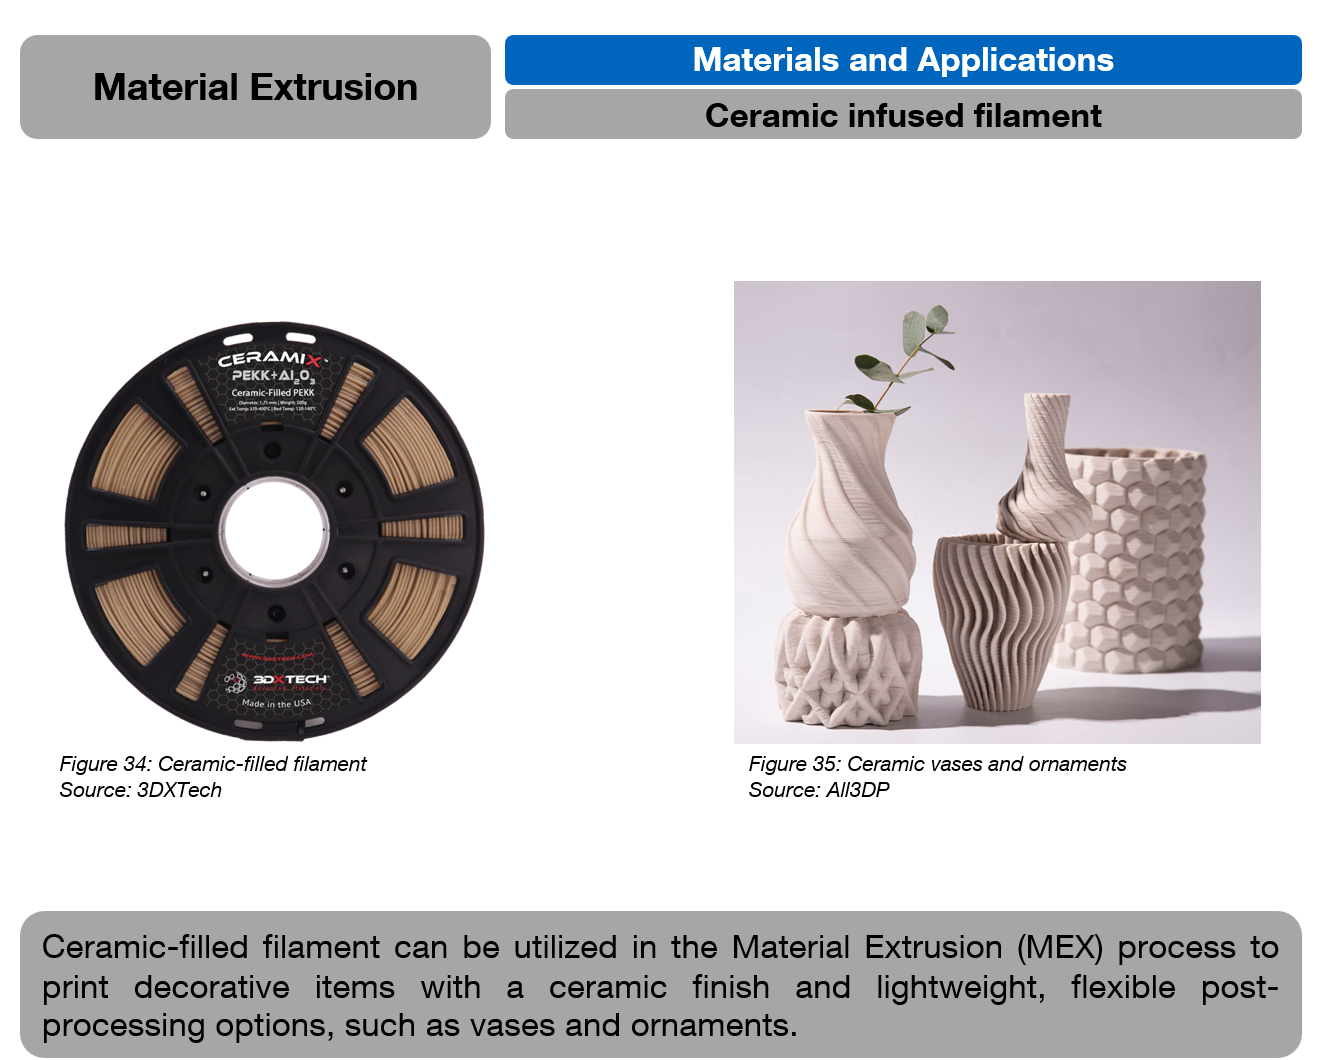 Material Extrusion
Materials and Applications
Ceramic infused filament
CERAMIX™
PEKK+Al2O3
Ceramic-Filled PEKK
Diameter: 1.75 mm | Weight: 500g
Ext Temp: 370-400°C | Bed Temp: 120-140°C
WWW.3DXTECH.COM
3DXTECH
Advanced Materials
Made in the USA
Figure 34: Ceramic-filled filament
Source: 3DXTech
Figure 35: Ceramic vases and ornaments
Source: All3DP
Ceramic-filled filament can be utilized in the Material Extrusion (MEX) process to
print decorative items with a ceramic finish and lightweight, flexible post-
processing options, such as vases and ornaments.